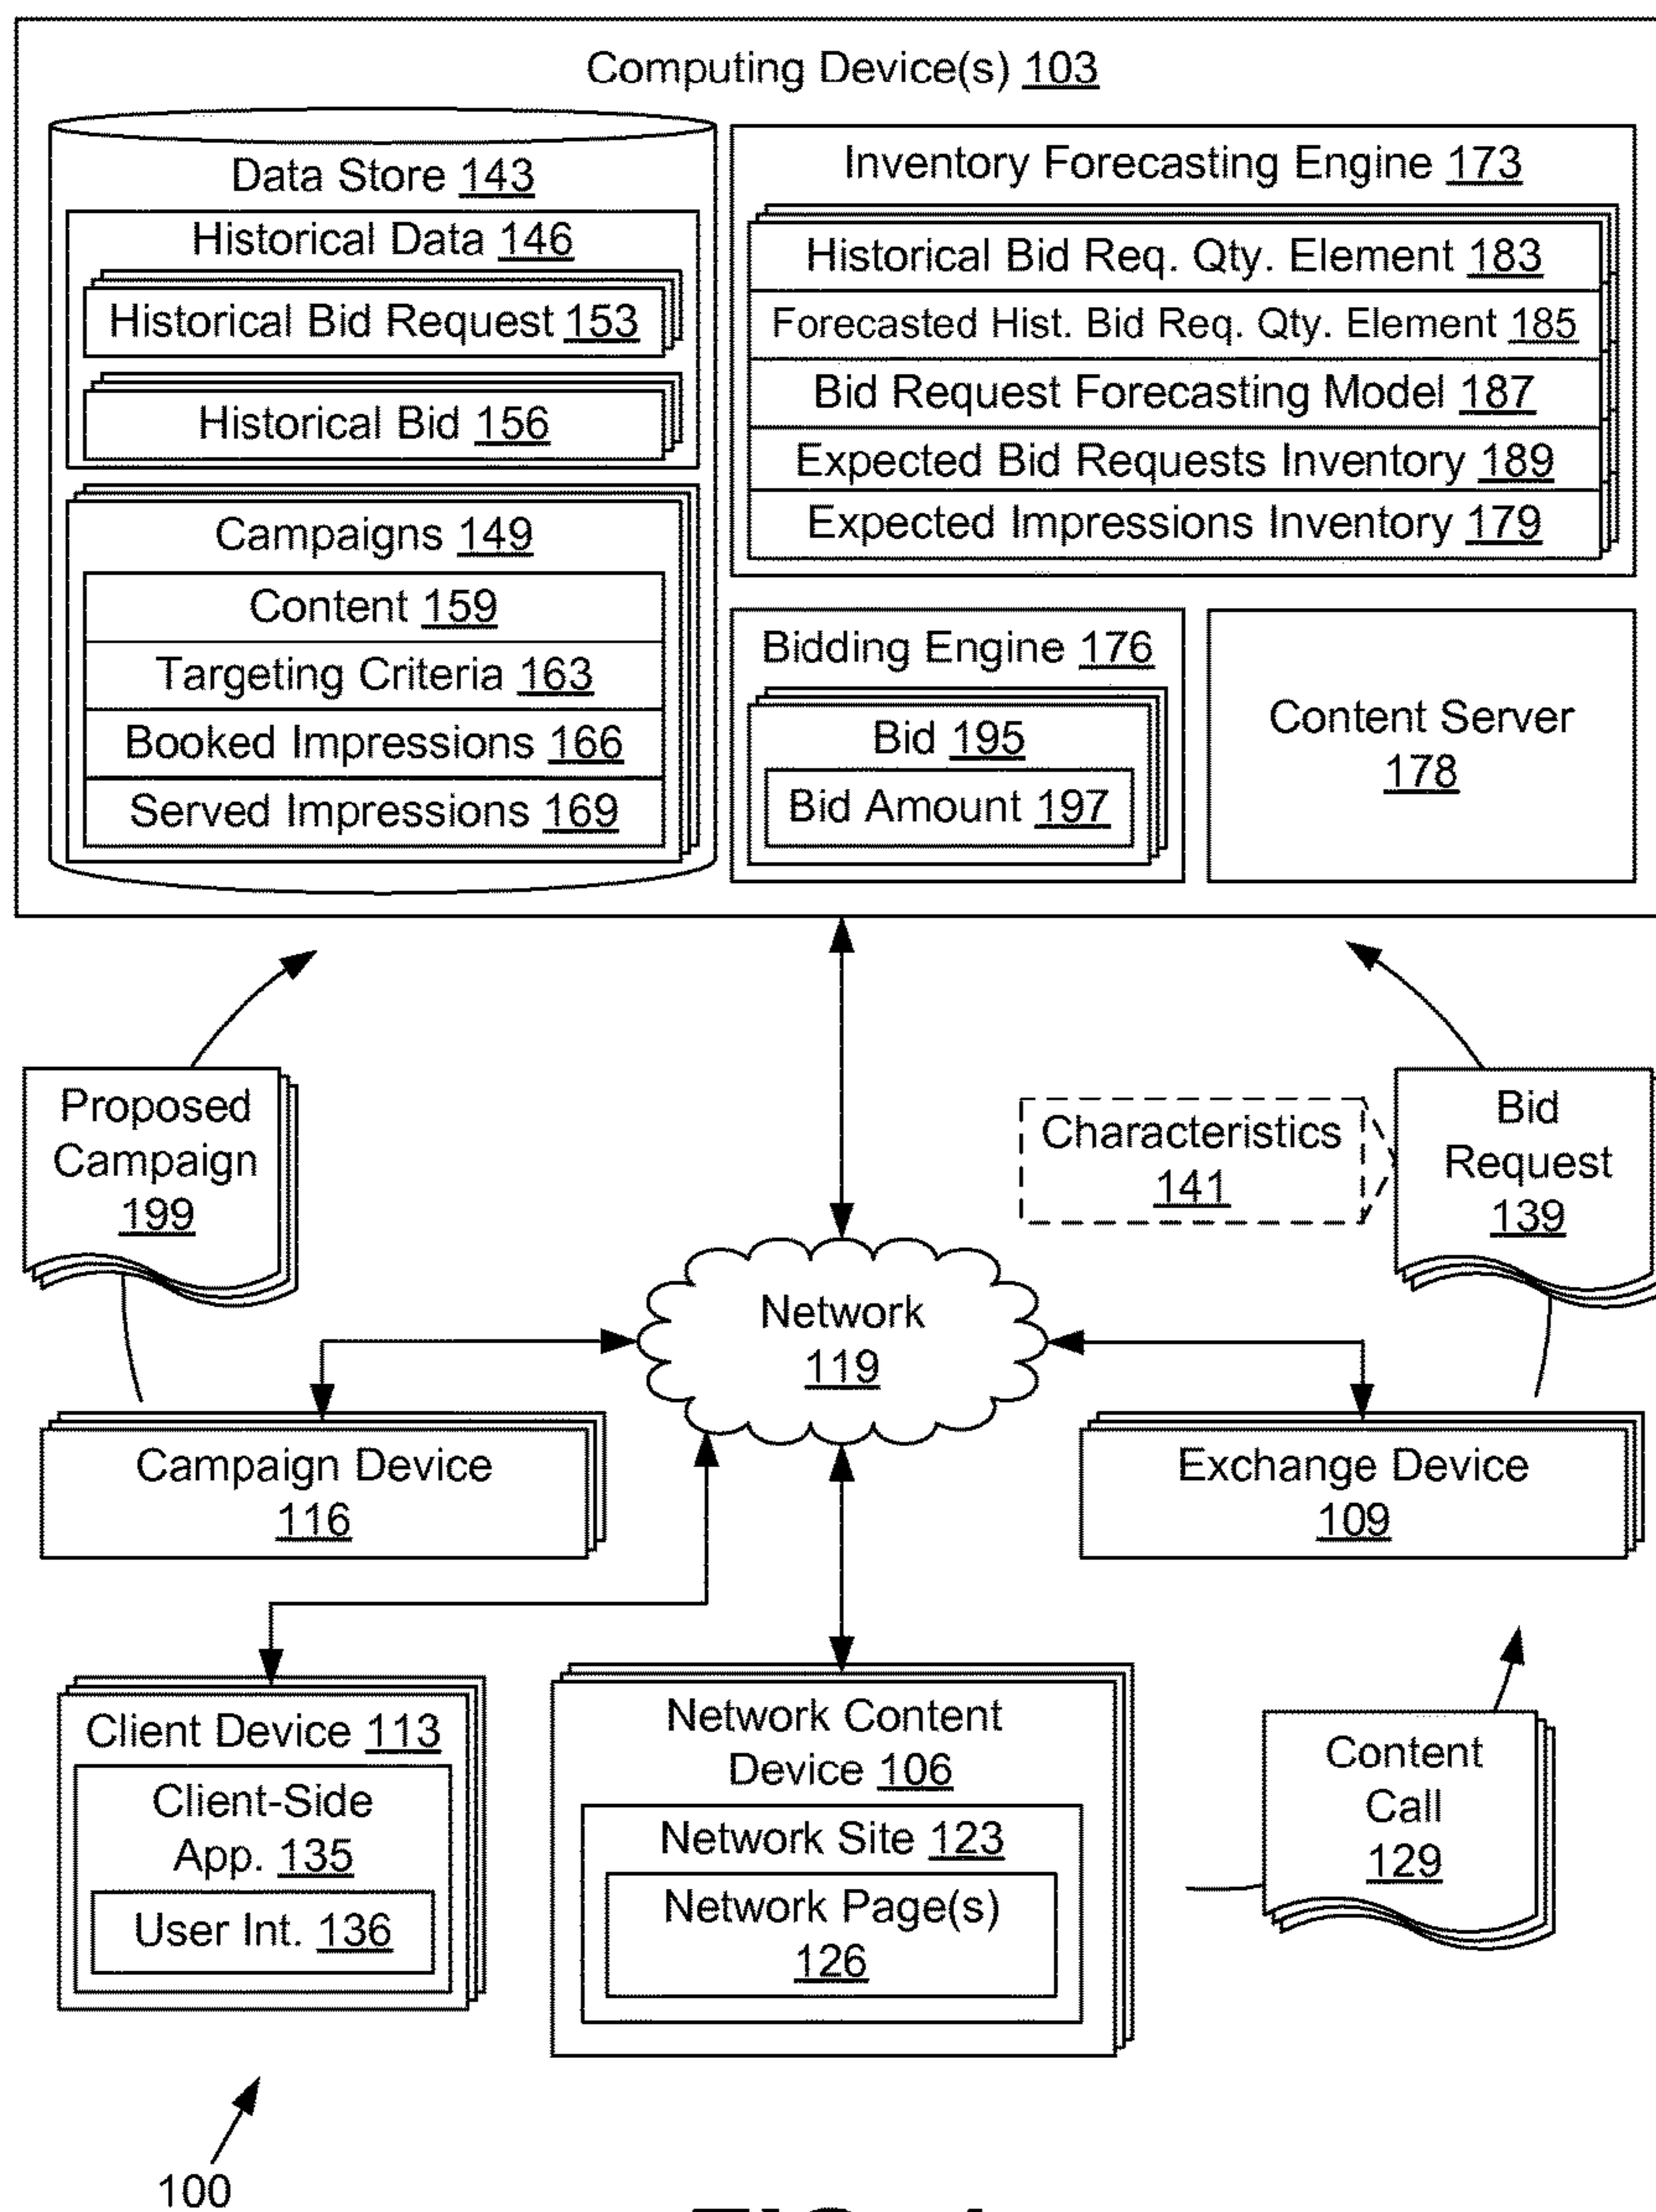 Computing Device(s) 103
Data Store 143
Historical Data 146
Historical Bid Request 153
Historical Bid 156
Campaigns 149
Content 159
Targeting Criteria 163
Booked Impressions 166
Served Impressions 169
Inventory Forecasting Engine 173
Historical Bid Req. Qty. Element 183
Forecasted Hist. Bid Req. Qty. Element 185
Bid Request Forecasting Model 187
Expected Bid Requests Inventory 189
Expected Impressions Inventory 179
Bidding Engine 176
Bid 195
Bid Amount 197
Content Server
178
Proposed
Campaign
199
Characteristics
141
Bid
Request
139
Network
119
Campaign Device
116
Exchange Device
109
Client Device 113
Client-Side
App. 135
User Int. 136
Network Content
Device 106
Network Site 123
Network Page(s)
126
Content
Call
129
100